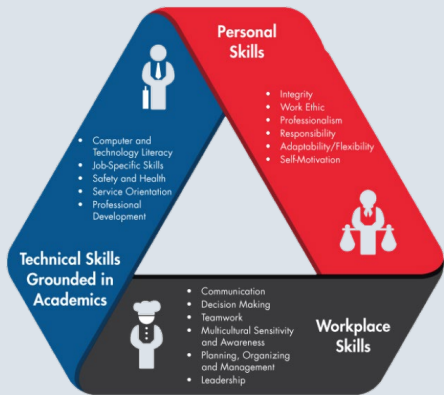 Personal
Skills
• Integrity
• Work Ethic
• Professionalism
• Responsibility
• Adaptability/Flexibility
• Self-Motivation
• Computer and
Technology Literacy
• Job-Specific Skills
• Safety and Health
• Service Orientation
• Professional
Development
Technical Skills
Grounded in
Academics
• Communication
• Decision Making
• Teamwork
• Multicultural Sensitivity
and Awareness
• Planning, Organizing
and Management
• Leadership
Workplace
Skills